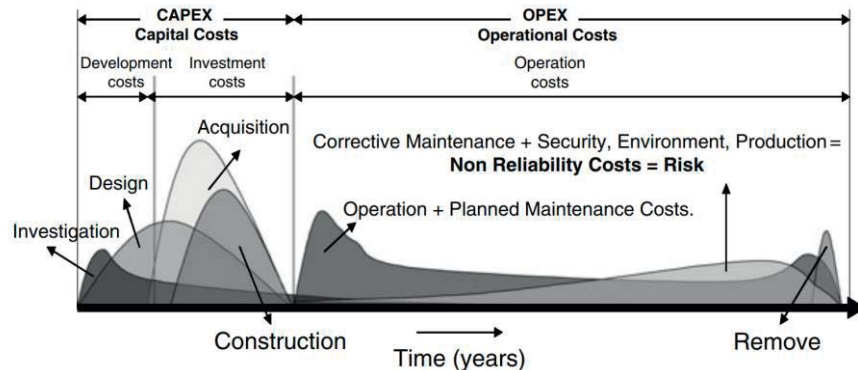 CAPEX
Capital Costs
OPEX
Operational Costs
Development
costs
Investment
costs
Operation
costs
Acquisition
Corrective Maintenance + Security, Environment, Production =
Non Reliability Costs = Risk
Design
Operation + Planned Maintenance Costs.
Investigation
Construction
Time (years)
Remove